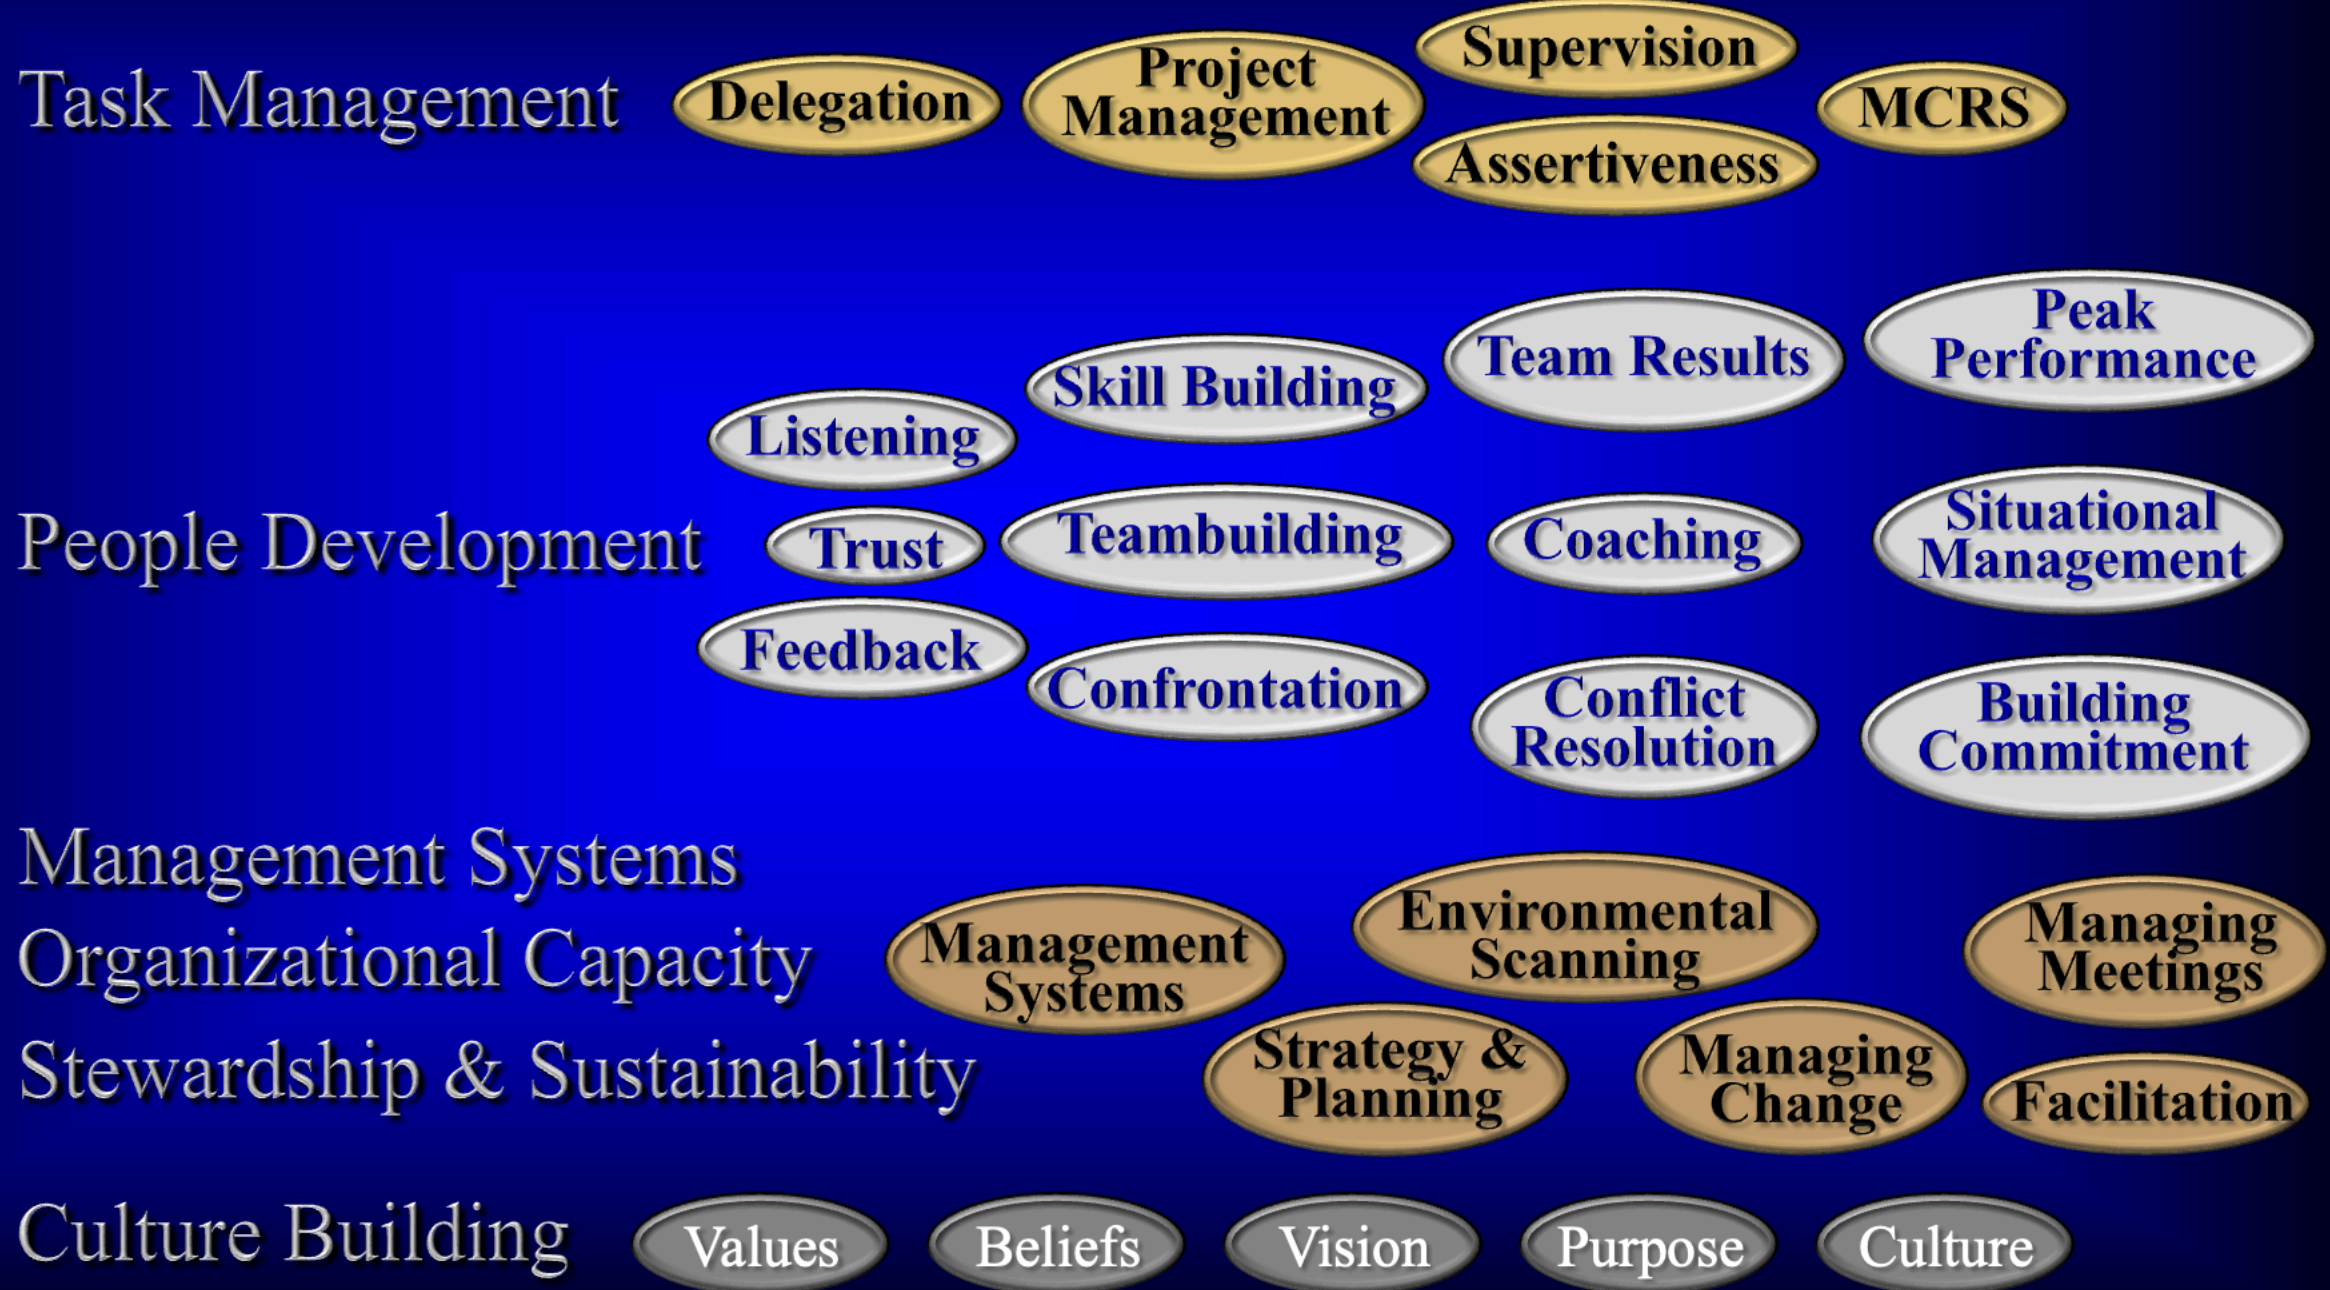 Task Management
Delegation
Project
Management
Supervision
Assertiveness
MCRS
People Development
Listening
Trust
Feedback
Skill Building
Teambuilding
Confrontation
Team Results
Coaching
Conflict
Resolution
Peak
Performance
Situational
Management
Building
Commitment
Management Systems
Organizational Capacity
Stewardship & Sustainability
Management
Systems
Environmental
Scanning
Strategy &
Planning
Managing
Change
Managing
Meetings
Facilitation
Culture Building
Values
Beliefs
Vision
Purpose
Culture